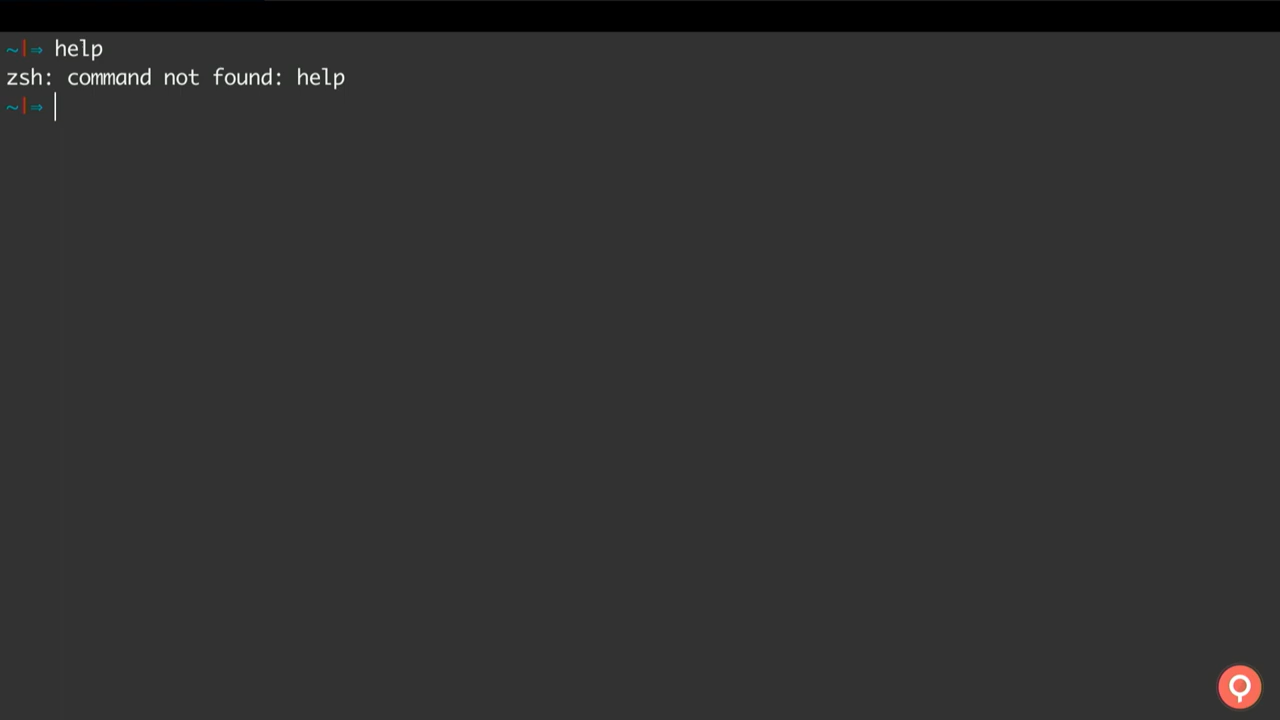 ~|⇒ help
zsh: command not found: help
~|⇒